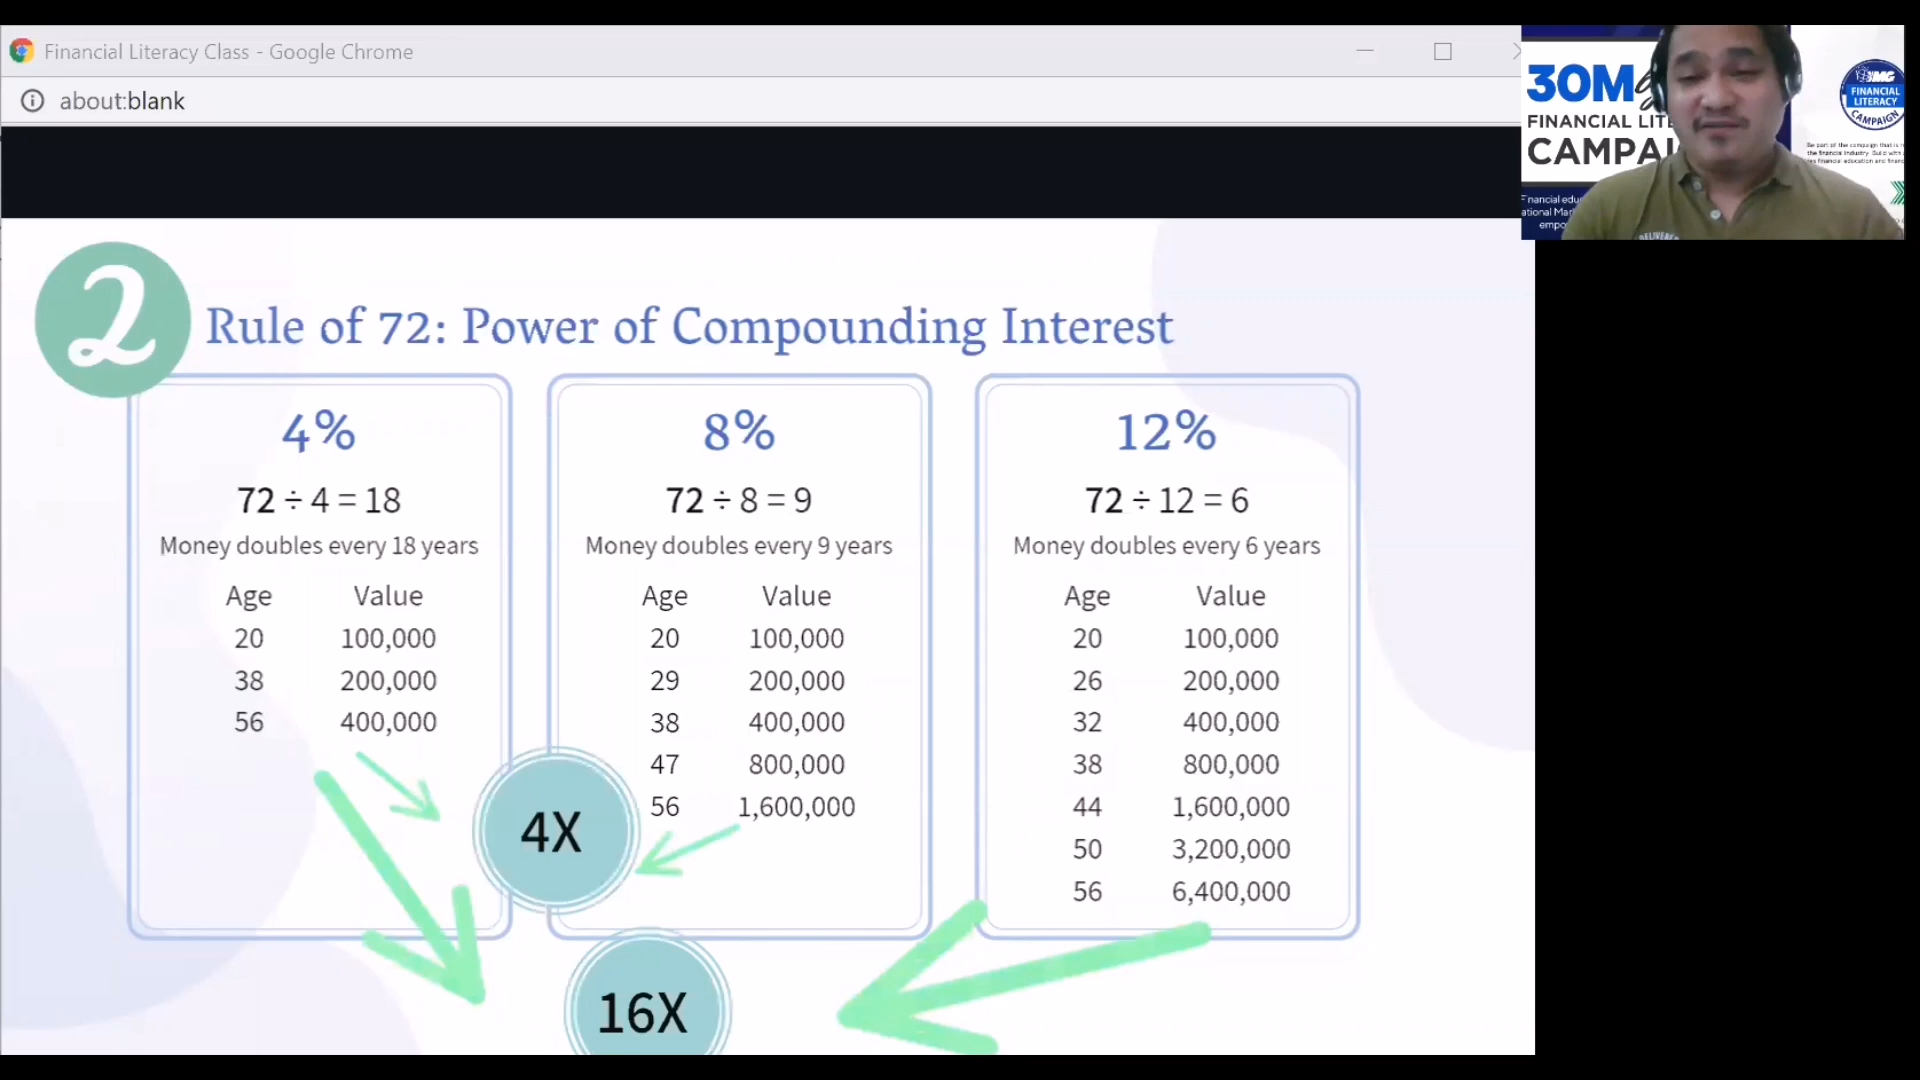 Financial Literacy Class - Google Chrome
about:blank
30M
FINANCIAL LITE
CAMPAI
IMG
FINANCIAL
LITERACY
CAMPAIGN
2
Rule of 72: Power of Compounding Interest
4%
72 ÷ 4 = 18
Money doubles every 18 years
Age Value
20 100,000
38 200,000
56 400,000
8%
72 ÷ 8 = 9
Money doubles every 9 years
Age Value
20 100,000
29 200,000
38 400,000
47 800,000
56 1,600,000
12%
72 ÷ 12 = 6
Money doubles every 6 years
Age Value
20 100,000
26 200,000
32 400,000
38 800,000
44 1,600,000
50 3,200,000
56 6,400,000
4X
16X